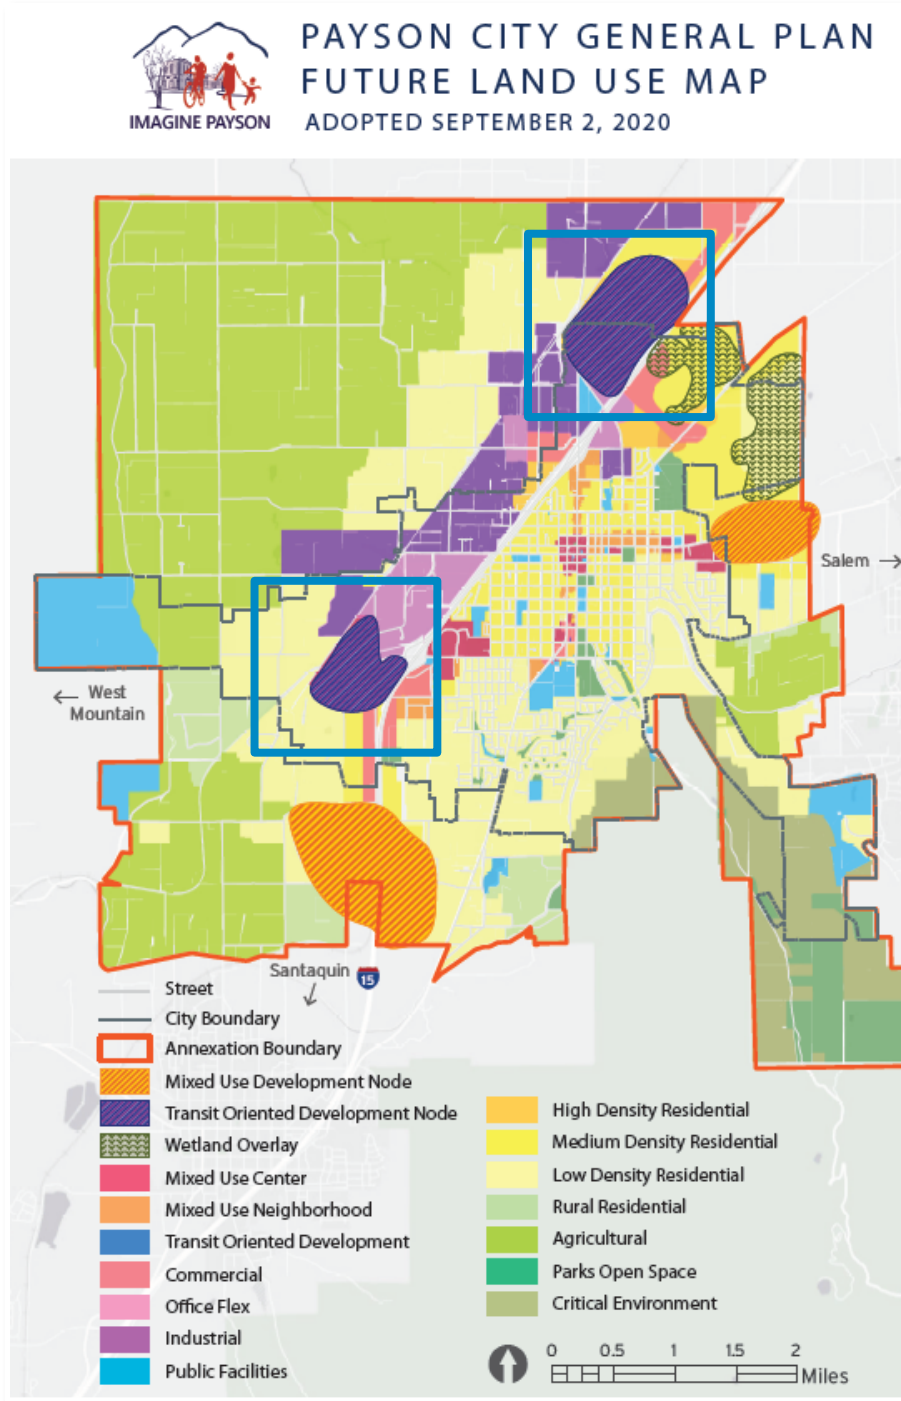 PAYSON CITY GENERAL PLAN
FUTURE LAND USE MAP
ADOPTED SEPTEMBER 2, 2020
IMAGINE PAYSON
Salem →
← West
Mountain
Santaquin
15
Street
City Boundary
Annexation Boundary
Mixed Use Development Node
Transit Oriented Development Node
Wetland Overlay
Mixed Use Center
Mixed Use Neighborhood
Transit Oriented Development
Commercial
Office Flex
Industrial
Public Facilities
High Density Residential
Medium Density Residential
Low Density Residential
Rural Residential
Agricultural
Parks Open Space
Critical Environment
0 0.5 1 1.5 2
Miles